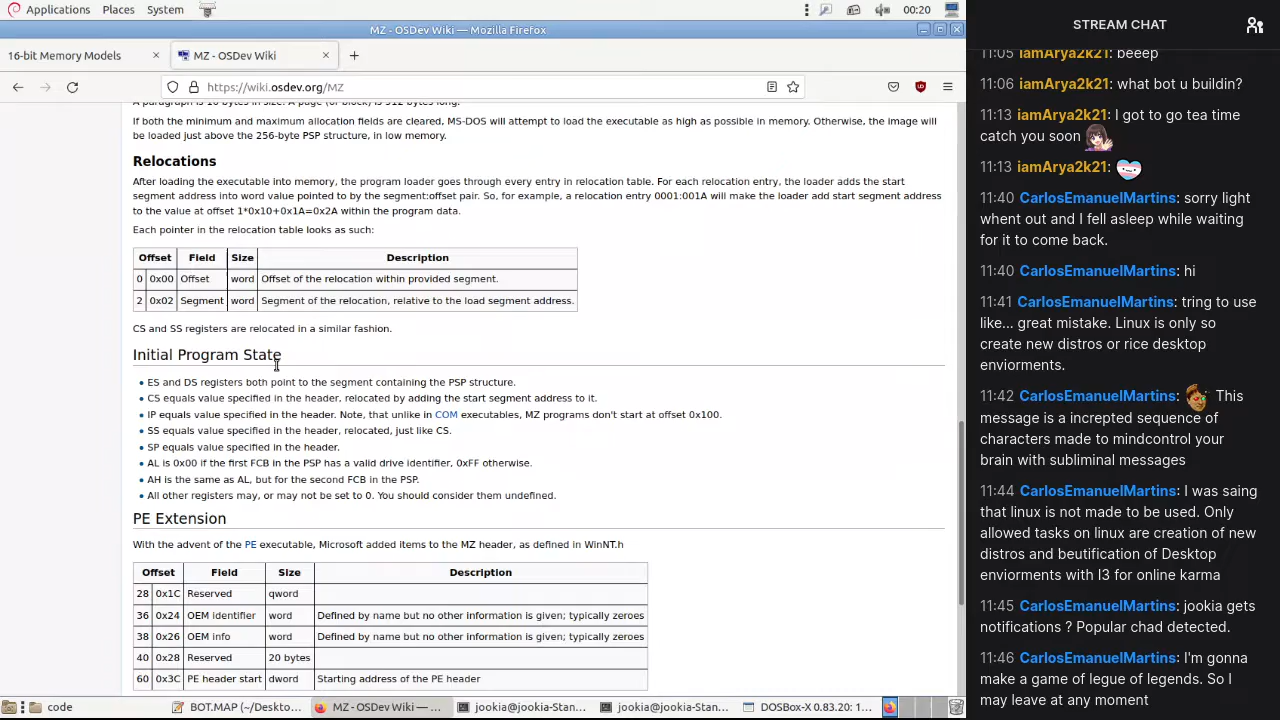 Applications Places System 00:20
MZ - OSDev Wiki — Mozilla Firefox
16-bit Memory Models
MZ - OSDev Wiki
https://wiki.osdev.org/MZ
A paragraph is 16 bytes in size. A page (or block) is 512 bytes long.
If both the minimum and maximum allocation fields are cleared, MS-DOS will attempt to load the executable as high as possible in memory. Otherwise, the image will
be loaded just above the 256-byte PSP structure, in low memory.
Relocations
After loading the executable into memory, the program loader goes through every entry in relocation table. For each relocation entry, the loader adds the start
segment address into word value pointed to by the segment:offset pair. So, for example, a relocation entry 0001:001A will make the loader add start segment address
to the value at offset 1*0x10+0x1A=0x2A within the program data.
Each pointer in the relocation table looks as such:
Offset Field Size Description
0 0x00 Offset word Offset of the relocation within provided segment.
2 0x02 Segment word Segment of the relocation, relative to the load segment address.
CS and SS registers are relocated in a similar fashion.
Initial Program State
• ES and DS registers both point to the segment containing the PSP structure.
• CS equals value specified in the header, relocated by adding the start segment address to it.
• IP equals value specified in the header. Note, that unlike in COM executables, MZ programs don't start at offset 0x100.
• SS equals value specified in the header, relocated, just like CS.
• SP equals value specified in the header.
• AL is 0x00 if the first FCB in the PSP has a valid drive identifier, 0xFF otherwise.
• AH is the same as AL, but for the second FCB in the PSP.
• All other registers may, or may not be set to 0. You should consider them undefined.
PE Extension
With the advent of the PE executable, Microsoft added items to the MZ header, as defined in WinNT.h
Offset Field Size Description
28 0x1C Reserved qword
36 0x24 OEM identifier word Defined by name but no other information is given; typically zeroes
38 0x26 OEM info word Defined by name but no other information is given; typically zeroes
40 0x28 Reserved 20 bytes
60 0x3C PE header start dword Starting address of the PE header
code
BOT.MAP (~/Deskto...
MZ - OSDev Wiki — ...
jookia@jookia-Stan...
jookia@jookia-Stan...
DOSBox-X 0.83.20: 1...
STREAM CHAT
11:05 iamArya2k21: beeep
11:06 iamArya2k21: what bot u buildin?
11:13 iamArya2k21: I got to go tea time
catch you soon
11:13 iamArya2k21:
11:40 CarlosEmanuelMartins: sorry light
whent out and I fell asleep while waiting
for it to come back.
11:40 CarlosEmanuelMartins: hi
11:41 CarlosEmanuelMartins: tring to use
like... great mistake. Linux is only so
create new distros or rice desktop
enviorments.
11:42 CarlosEmanuelMartins: This
message is a increpted sequence of
characters made to mindcontrol your
brain with subliminal messages
11:44 CarlosEmanuelMartins: I was saing
that linux is not made to be used. Only
allowed tasks on linux are creation of new
distros and beutification of Desktop
enviorments with I3 for online karma
11:45 CarlosEmanuelMartins: jookia gets
notifications ? Popular chad detected.
11:46 CarlosEmanuelMartins: I'm gonna
make a game of legue of legends. So I
may leave at any moment